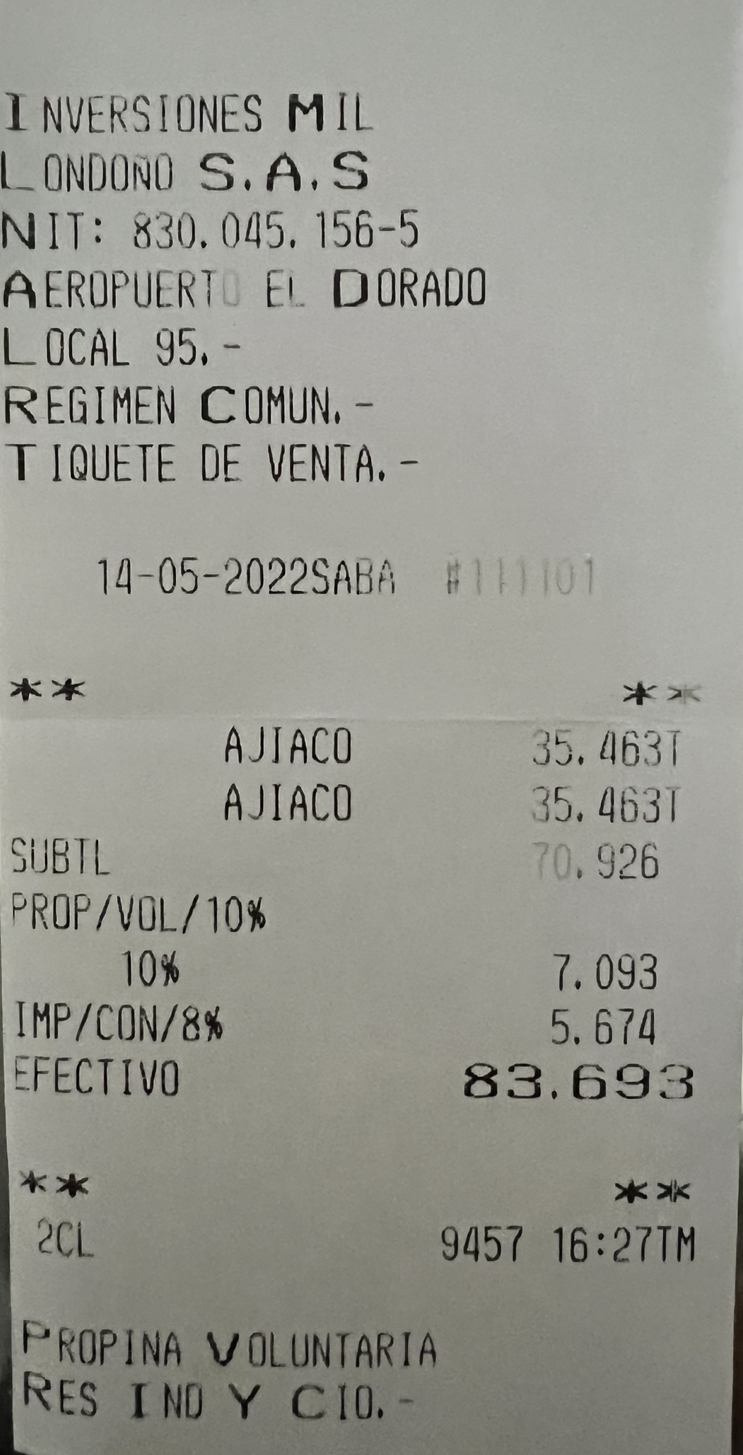 INVERSIONES MIL
LONDOÑO S.A.S
NIT: 830.045.156-5
AEROPUERTO EL DORADO
LOCAL 95.-
REGIMEN COMUN.-
TIQUETE DE VENTA.-
14-05-2022SABA #111101
** **
AJIACO 35.463T
AJIACO 35.463T
SUBTL 70.926
PROP/VOL/10%
10% 7.093
IMP/CON/8% 5.674
EFECTIVO 83.693
** **
2CL 9457 16:27TM
PROPINA VOLUNTARIA
RES IND Y CIO.-